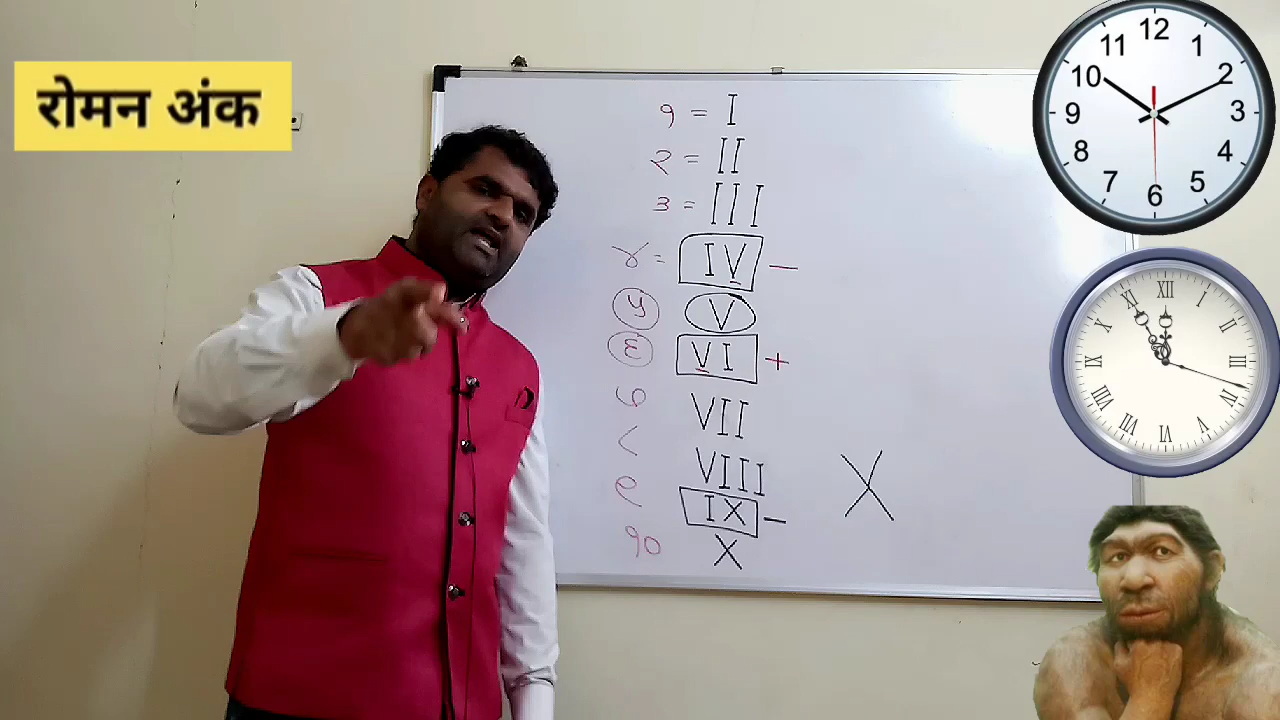 रोमन अंक
१ = I
२ = II
३ = III
४ = IV −
५ V
६ VI +
७ VII
८ VIII
९ IX −
१० X
X
12
11 1
10 2
9 3
8 4
7 5
6
XII
XI I
X II
IX III
VIII IV
VII V
VI